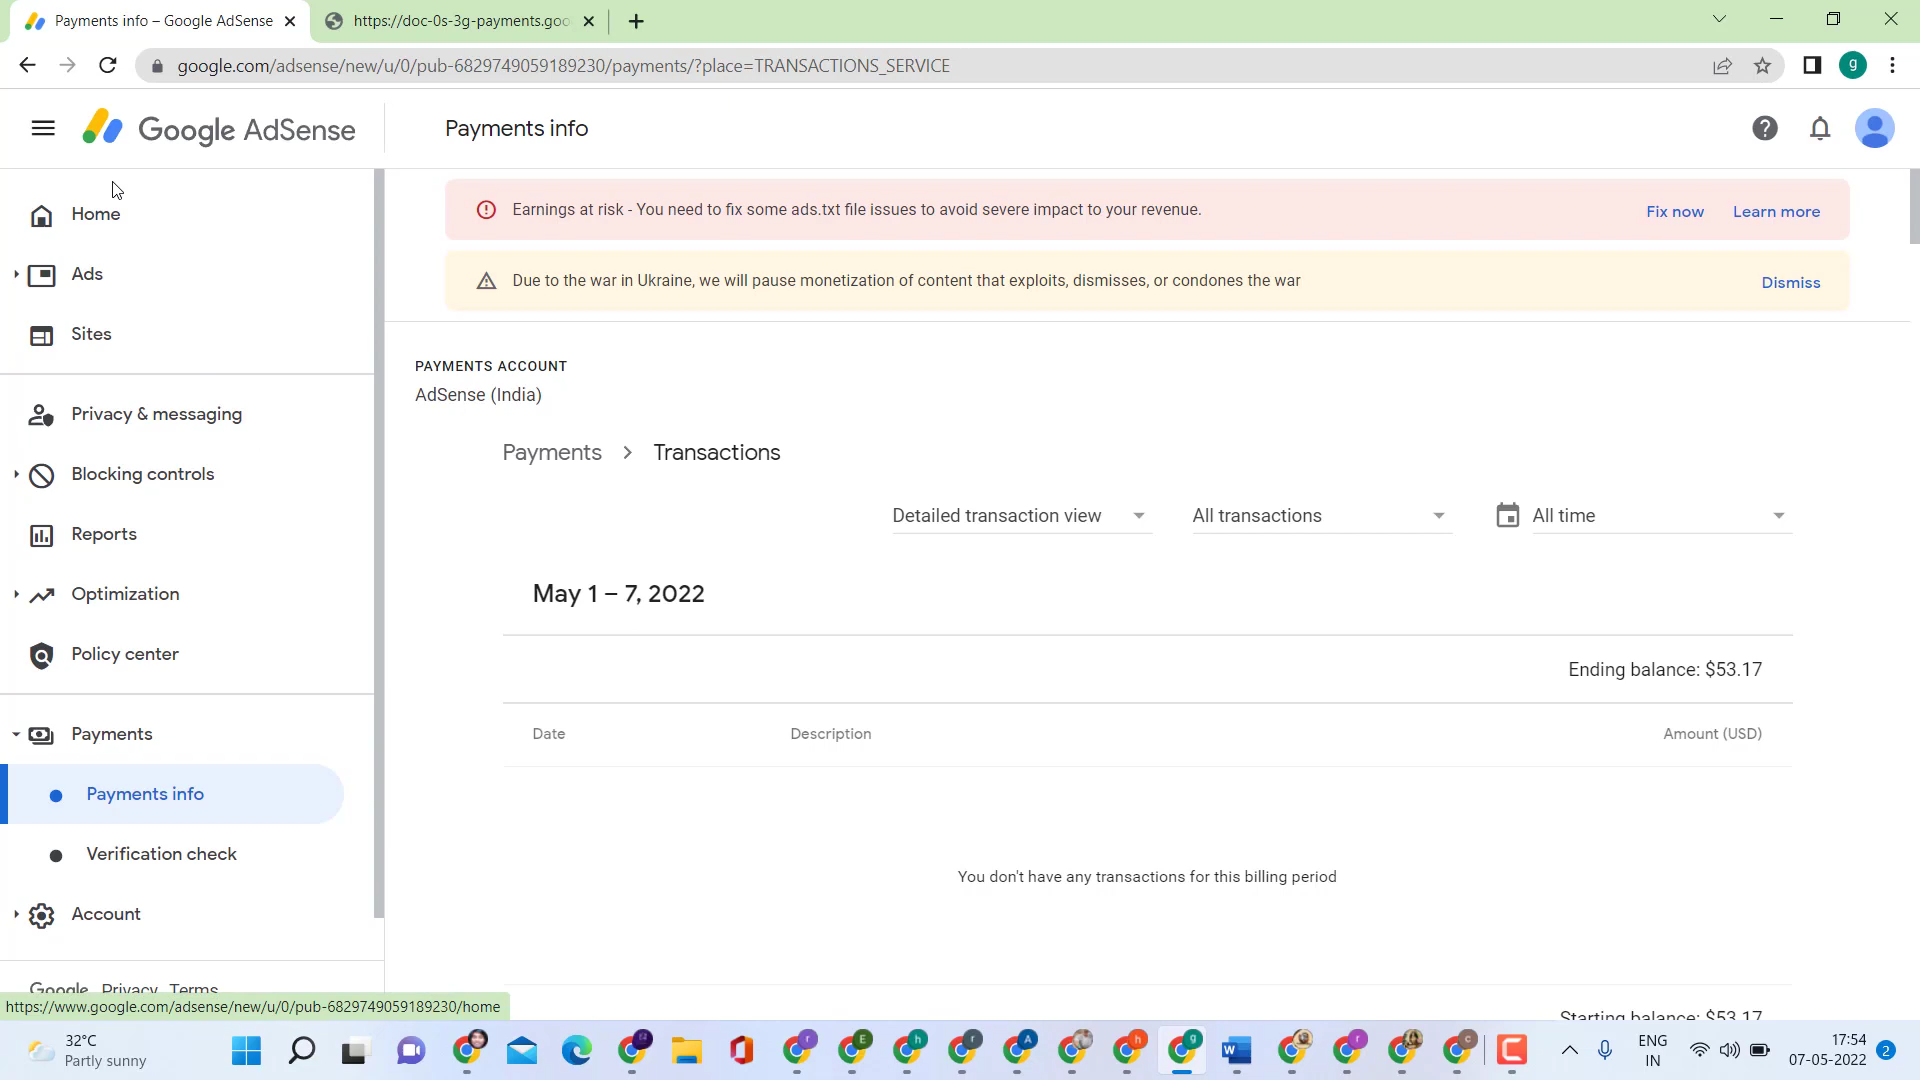 Payments info – Google AdSense
https://doc-0s-3g-payments.goo
google.com/adsense/new/u/0/pub-6829749059189230/payments/?place=TRANSACTIONS_SERVICE
g
Google AdSense
Payments info
Home
Ads
Sites
Privacy & messaging
Blocking controls
Reports
Optimization
Policy center
Payments
Payments info
Verification check
Account
Google Privacy Terms
https://www.google.com/adsense/new/u/0/pub-6829749059189230/home
Earnings at risk - You need to fix some ads.txt file issues to avoid severe impact to your revenue.
Fix now Learn more
Due to the war in Ukraine, we will pause monetization of content that exploits, dismisses, or condones the war
Dismiss
PAYMENTS ACCOUNT
AdSense (India)
Payments > Transactions
Detailed transaction view All transactions All time
May 1 – 7, 2022
Ending balance: $53.17
Date Description Amount (USD)
You don't have any transactions for this billing period
Starting balance: $53.17
32°C
Partly sunny
ENG
IN
17:54
07-05-2022
2